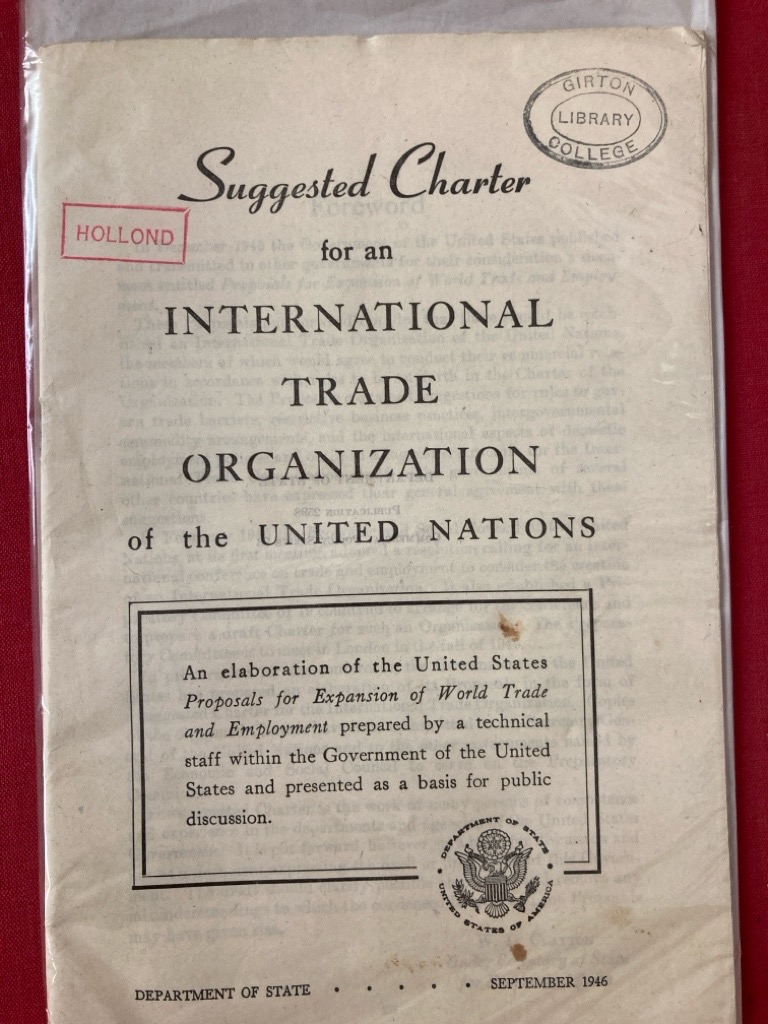 GIRTON
LIBRARY
COLLEGE
Suggested Charter
HOLLOND
for an
INTERNATIONAL
TRADE
ORGANIZATION
of the UNITED NATIONS
An elaboration of the United States
Proposals for Expansion of World Trade
and Employment prepared by a technical
staff within the Government of the United
States and presented as a basis for public
discussion.
DEPARTMENT OF STATE
UNITED STATES OF AMERICA
DEPARTMENT OF STATE . . . . . SEPTEMBER 1946